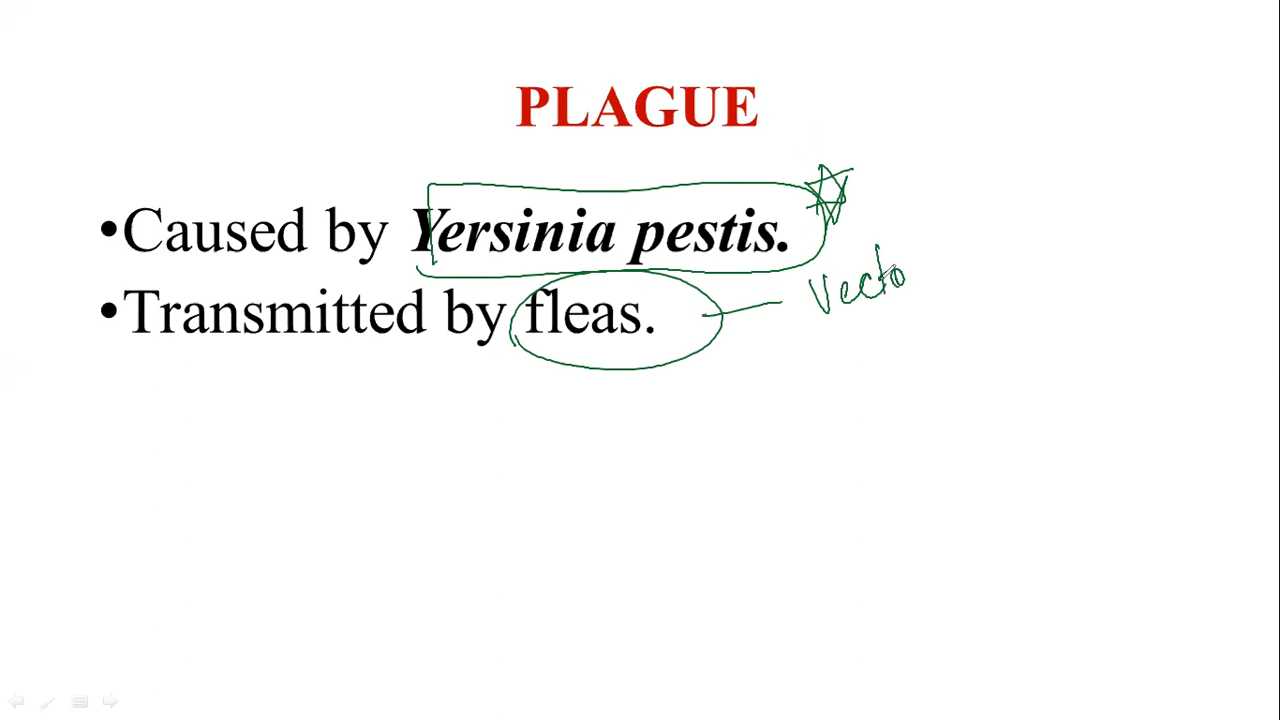 PLAGUE
•Caused by Yersinia pestis.
•Transmitted by fleas.
Vecto